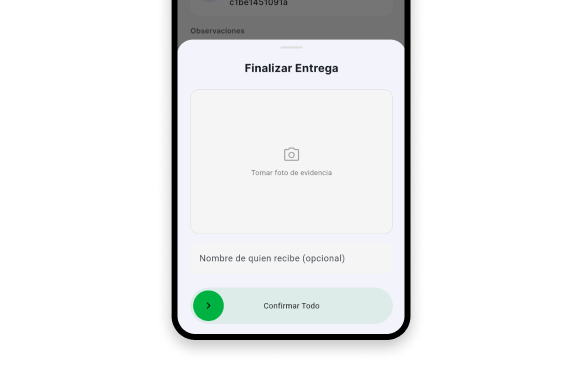 c1be1451091a
Observaciones
Finalizar Entrega
Tomar foto de evidencia
Nombre de quien recibe (opcional)
Confirmar Todo